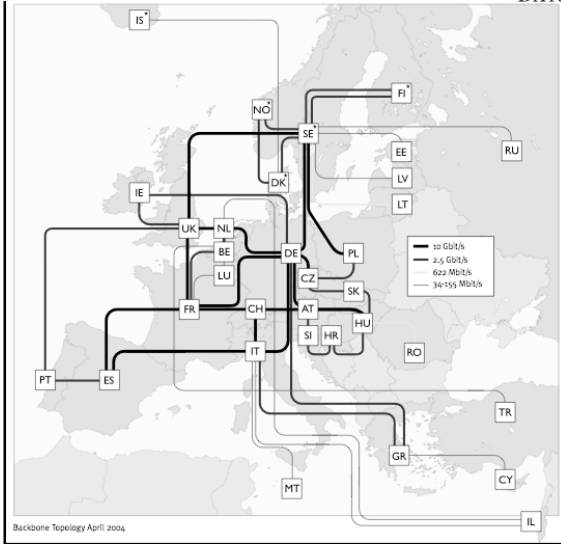 IS*
FI*
NO*
SE*
RU
EE
DK*
LV
IE
LT
UK
NL
BE
DE
PL
10 Gbit/s
2.5 Gbit/s
622 Mbit/s
34-155 Mbit/s
LU
CZ
SK
FR
CH
AT
HU
SI
HR
IT
RO
PT
ES
TR
GR
CY
MT
IL
Backbone Topology April 2004